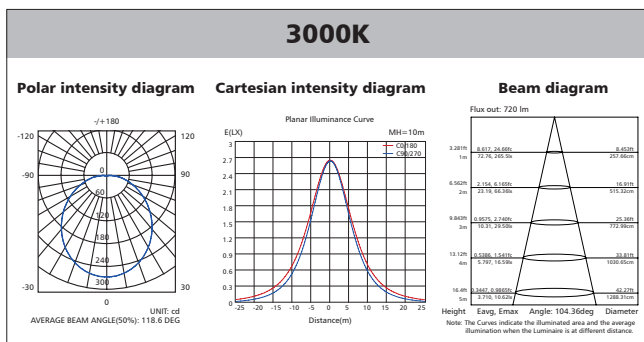 3000K
Polar intensity diagram
Cartesian intensity diagram
Beam diagram
-/+180
-120
120
-90
90
0
60
120
180
240
300
-30
30
0
UNIT: cd
AVERAGE BEAM ANGLE(50%): 118.6 DEG
Planar Illuminance Curve
E(LX)
MH=10m
C0/180
C90/270
3
2.7
2.4
2.1
1.8
1.5
1.2
0.9
0.6
0.3
0
-25 -20 -15 -10 -5 0 5 10 15 20 25
Distance(m)
Flux out: 720 lm
3.281ft 8.617, 24.66fc 8.453ft
1m 72.76, 265.5lx 257.66cm
6.562ft 2.154, 6.165fc 16.91ft
2m 23.19, 66.36lx 515.32cm
9.843ft 0.9575, 2.740fc 25.36ft
3m 10.31, 29.50lx 772.99cm
13.12ft 0.5386, 1.541fc 33.81ft
4m 5.797, 16.59lx 1030.65cm
16.4ft 0.3447, 0.9865fc 42.27ft
5m 3.710, 10.62lx 1288.31cm
Height Eavg, Emax Angle: 104.36deg Diameter
Note: The Curves indicate the illuminated area and the average
illumination when the Luminaire is at different distance.